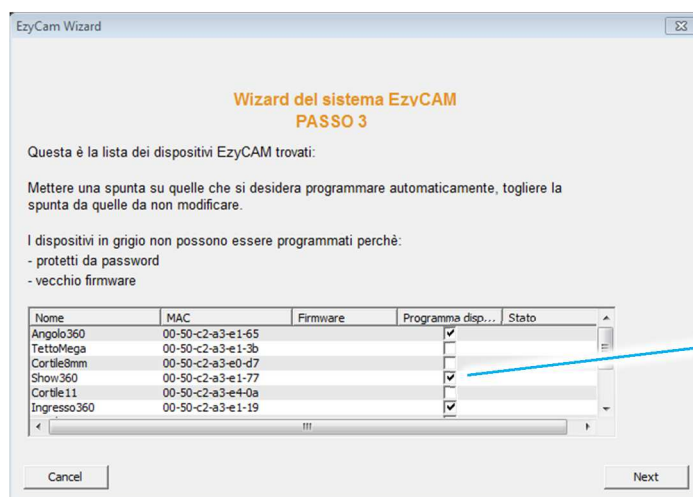 EzyCam Wizard
Wizard del sistema EzyCAM
PASSO 3
Questa è la lista dei dispositivi EzyCAM trovati:
Mettere una spunta su quelle che si desidera programmare automaticamente, togliere la
spunta da quelle da non modificare.
I dispositivi in grigio non possono essere programmati perchè:
- protetti da password
- vecchio firmware
Nome MAC Firmware Programma disp... Stato
Angolo360 00-50-c2-a3-e1-65
TettoMega 00-50-c2-a3-e1-3b
Cortile8mm 00-50-c2-a3-e0-d7
Show360 00-50-c2-a3-e1-77
Cortile11 00-50-c2-a3-e4-0a
Ingresso360 00-50-c2-a3-e1-19
Cancel Next